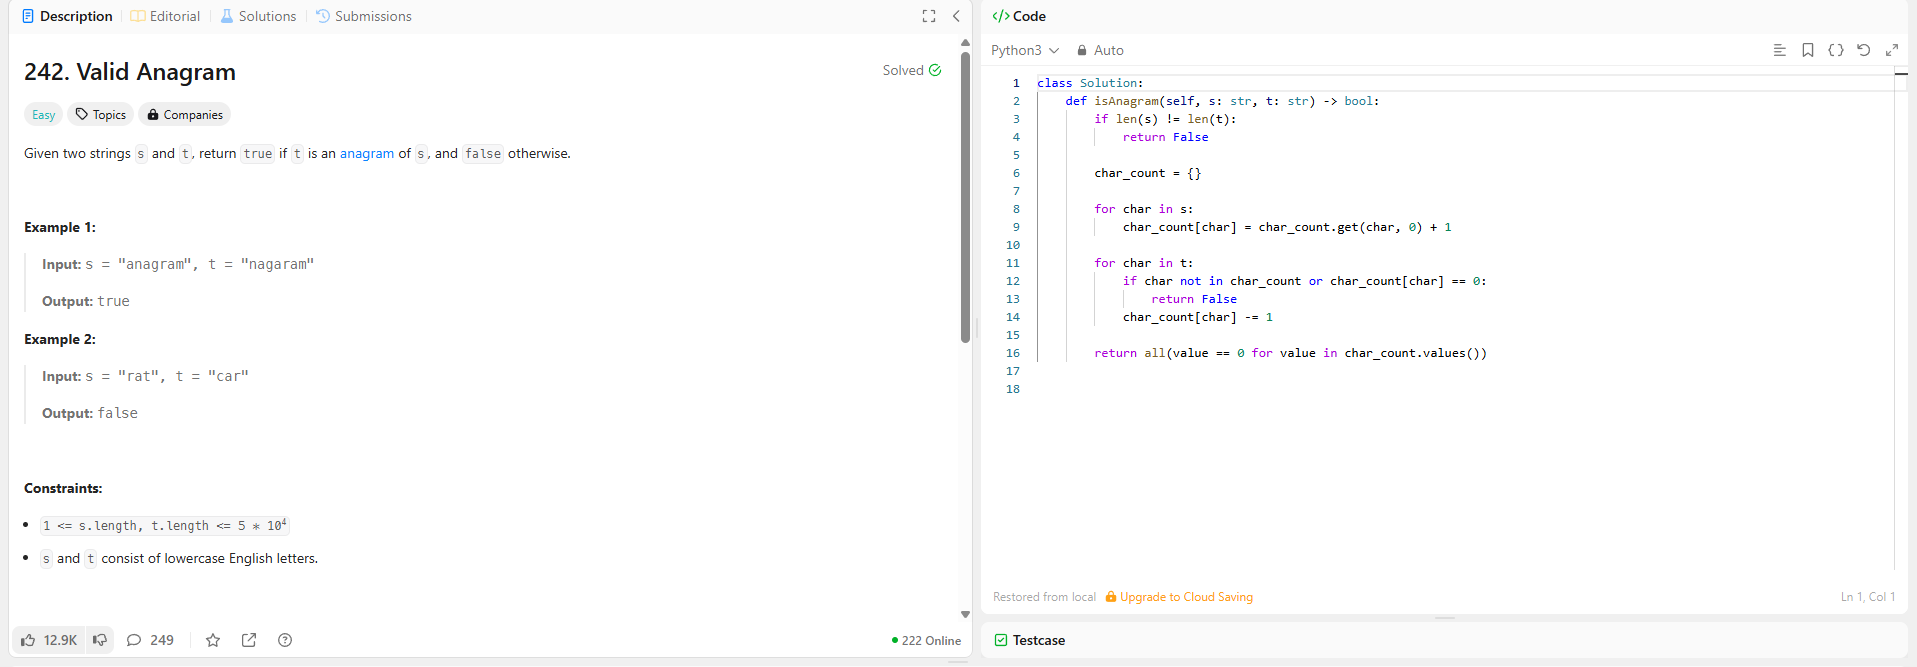 Description Editorial Solutions Submissions
242. Valid Anagram
Solved
Easy Topics Companies
Given two strings s and t, return true if t is an anagram of s, and false otherwise.
Example 1:
Input: s = "anagram", t = "nagaram"
Output: true
Example 2:
Input: s = "rat", t = "car"
Output: false
Constraints:
1 <= s.length, t.length <= 5 * 10⁴
s and t consist of lowercase English letters.
12.9K 249 222 Online
</> Code
Python3 Auto
1 class Solution:
2     def isAnagram(self, s: str, t: str) -> bool:
3         if len(s) != len(t):
4             return False
5
6         char_count = {}
7
8         for char in s:
9             char_count[char] = char_count.get(char, 0) + 1
10
11         for char in t:
12             if char not in char_count or char_count[char] == 0:
13                 return False
14             char_count[char] -= 1
15
16         return all(value == 0 for value in char_count.values())
17
18
Restored from local Upgrade to Cloud Saving Ln 1, Col 1
Testcase